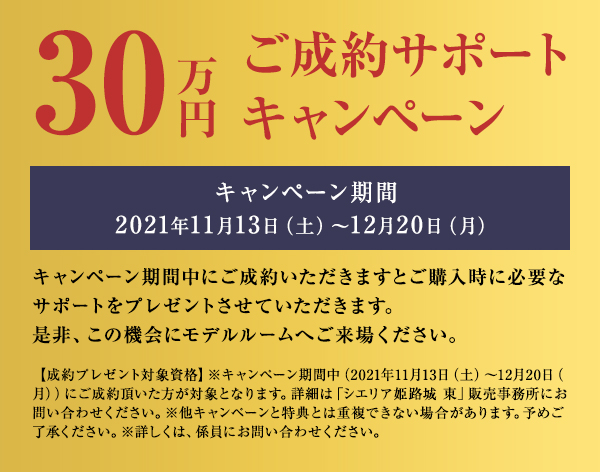 30万円 ご成約サポート
キャンペーン
キャンペーン期間
2021年11月13日（土）～12月20日（月）
キャンペーン期間中にご成約いただきますとご購入時に必要な
サポートをプレゼントさせていただきます。
是非、この機会にモデルルームへご来場ください。
【成約プレゼント対象資格】※キャンペーン期間中（2021年11月13日（土）～12月20日（
月））にご成約頂いた方が対象となります。詳細は「シエリア姫路城 東」販売事務所にお
問い合わせください。※他キャンペーンと特典とは重複できない場合があります。予めご
了承ください。※詳しくは、係員にお問い合わせください。